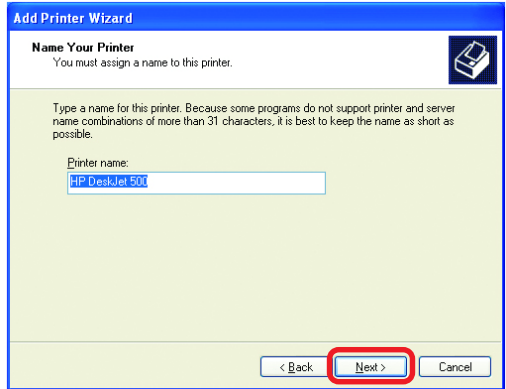 Add Printer Wizard
Name Your Printer
You must assign a name to this printer.
Type a name for this printer. Because some programs do not support printer and server
name combinations of more than 31 characters, it is best to keep the name as short as
possible.
Printer name:
HP DeskJet 500
< Back
Next >
Cancel